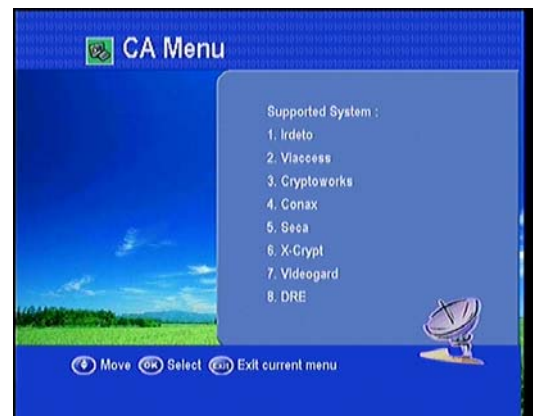 CA Menu
Supported System :
1. Irdeto
2. Viaccess
3. Cryptoworks
4. Conax
5. Seca
6. X-Crypt
7. Videogard
8. DRE
Move OK Select Exit Exit current menu